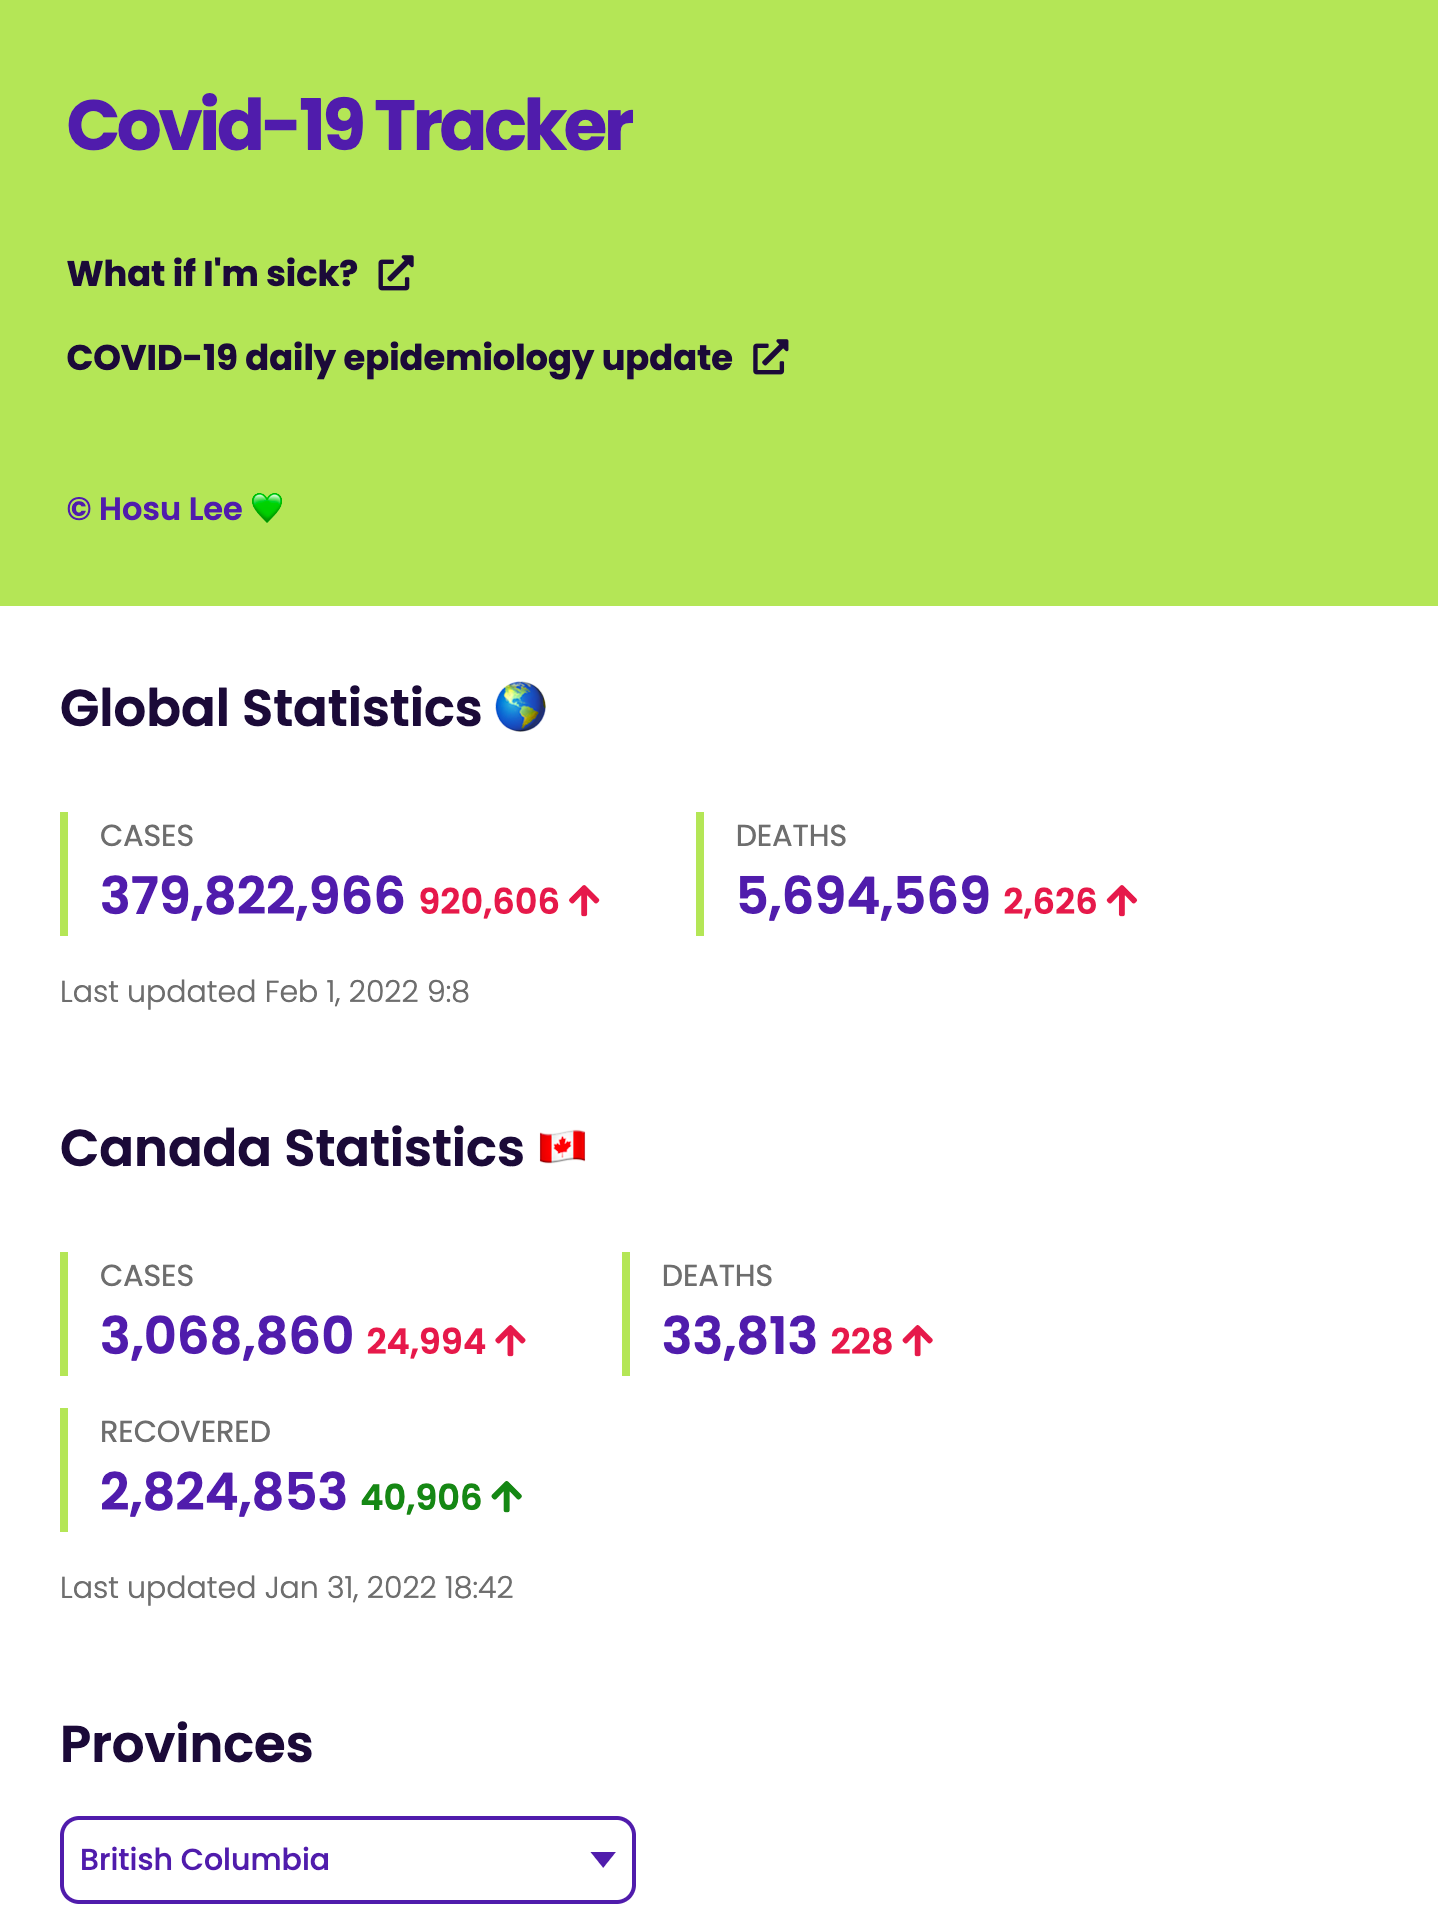 Covid-19 Tracker
What if I'm sick?
COVID-19 daily epidemiology update
© Hosu Lee 💚
Global Statistics 🌎
CASES
379,822,966 920,606 ↑
DEATHS
5,694,569 2,626 ↑
Last updated Feb 1, 2022 9:8
Canada Statistics 🇨🇦
CASES
3,068,860 24,994 ↑
DEATHS
33,813 228 ↑
RECOVERED
2,824,853 40,906 ↑
Last updated Jan 31, 2022 18:42
Provinces
British Columbia